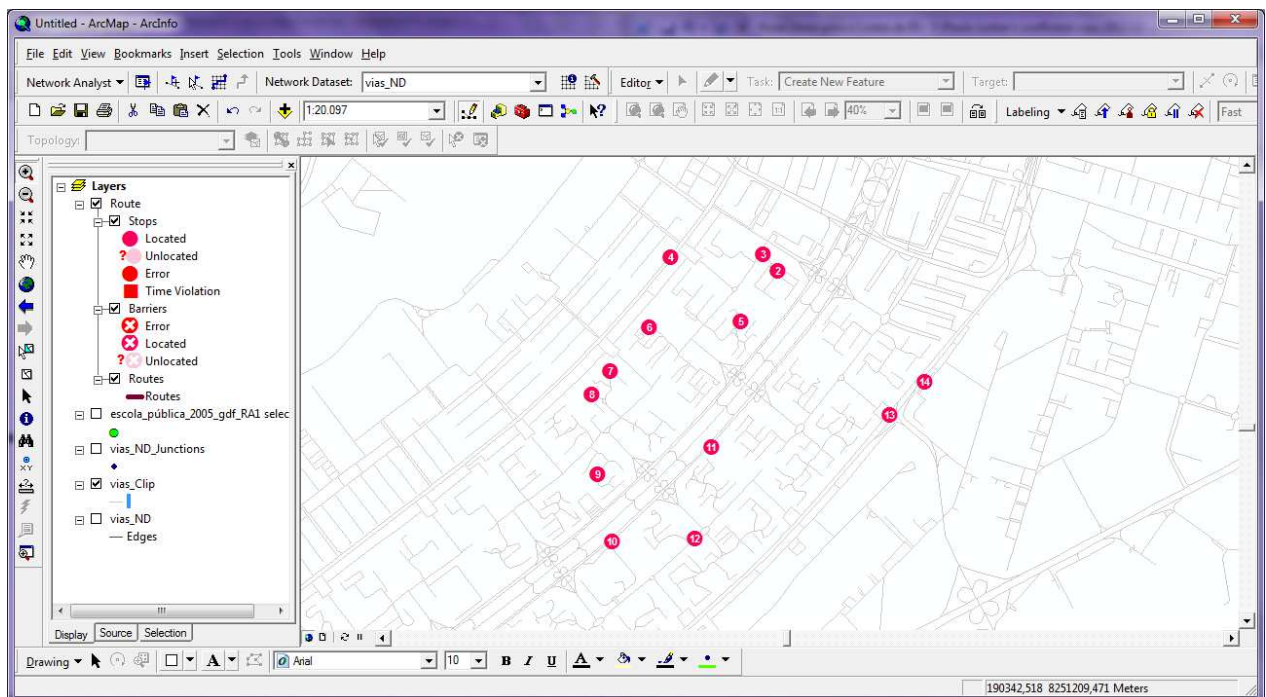 Untitled - ArcMap - ArcInfo
File Edit View Bookmarks Insert Selection Tools Window Help
Network Analyst Network Dataset: vias_ND Editor Task: Create New Feature Target:
1:20.097 40% Labeling Fast
Topology:
Layers
Route
Stops
Located
? Unlocated
Error
Time Violation
Barriers
Error
Located
? Unlocated
Routes
Routes
escola_pública_2005_gdf_RA1 selec
vias_ND_Junctions
vias_Clip
vias_ND
Edges
3
4
2
5
6
7
14
8
13
11
9
10
12
Display Source Selection
Drawing A Arial 10 B I U A
190342,518 8251209,471 Meters